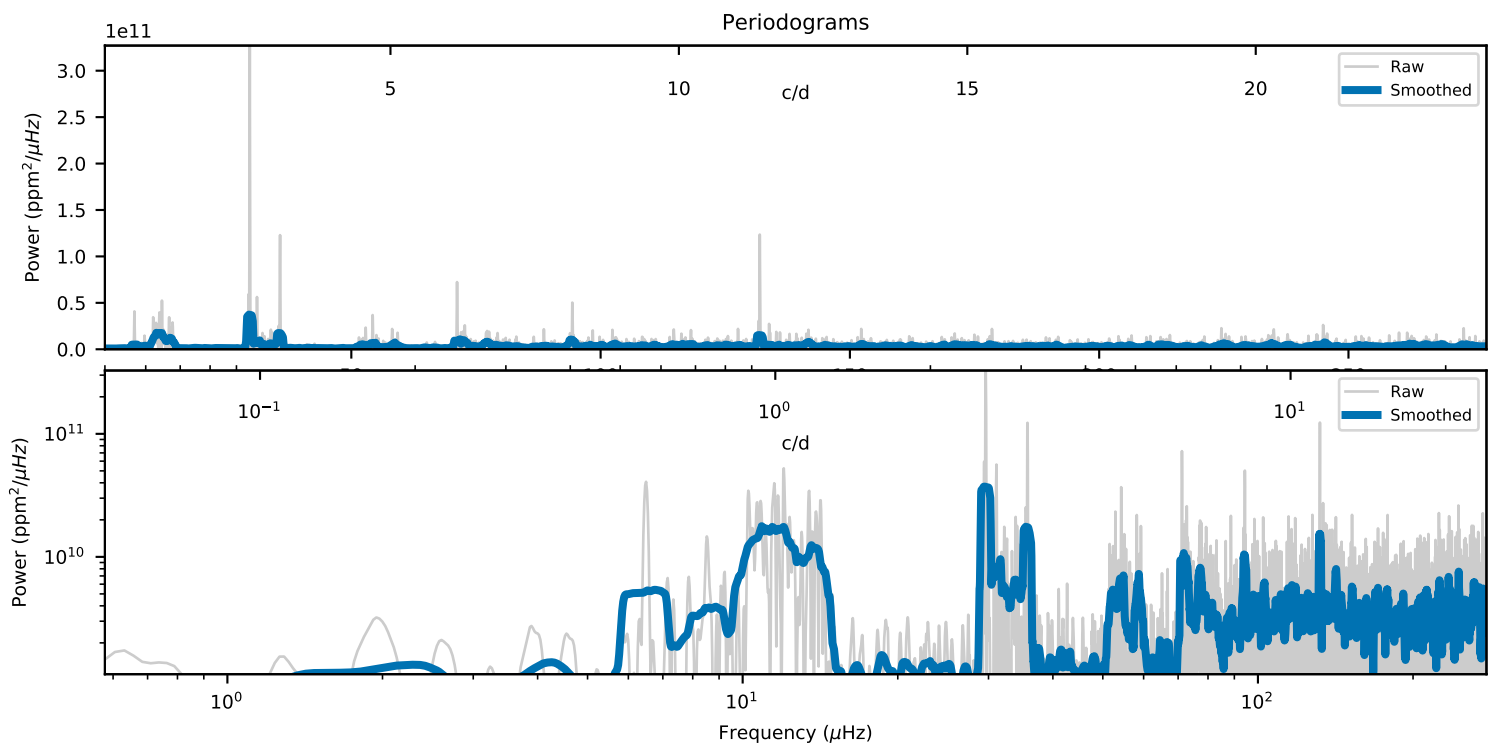 Periodograms
1e11
3.0
2.5
2.0
1.5
1.0
0.5
0.0
Power (ppm²/μHz)
5
10
15
20
c/d
Raw
Smoothed
10¹¹
10¹⁰
Power (ppm²/μHz)
10⁻¹
10⁰
10¹
c/d
Raw
Smoothed
10⁰
10¹
10²
Frequency (μHz)